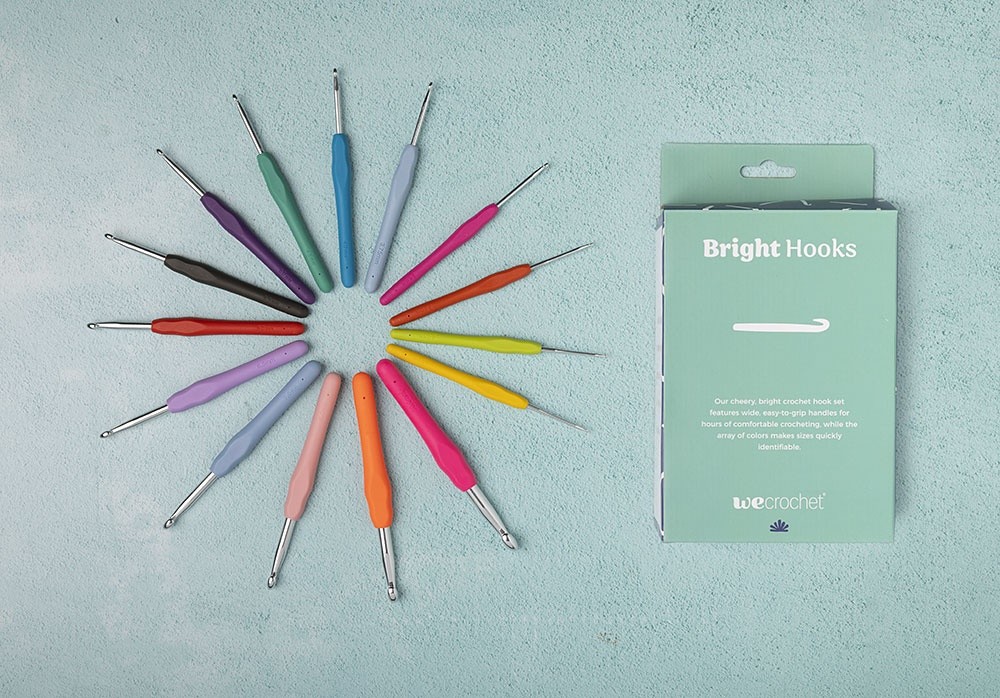 Bright Hooks
Our cheery, bright crochet hook set
features wide, easy-to-grip handles for
hours of comfortable crocheting, while the
array of colors makes sizes quickly
identifiable.
wecrochet